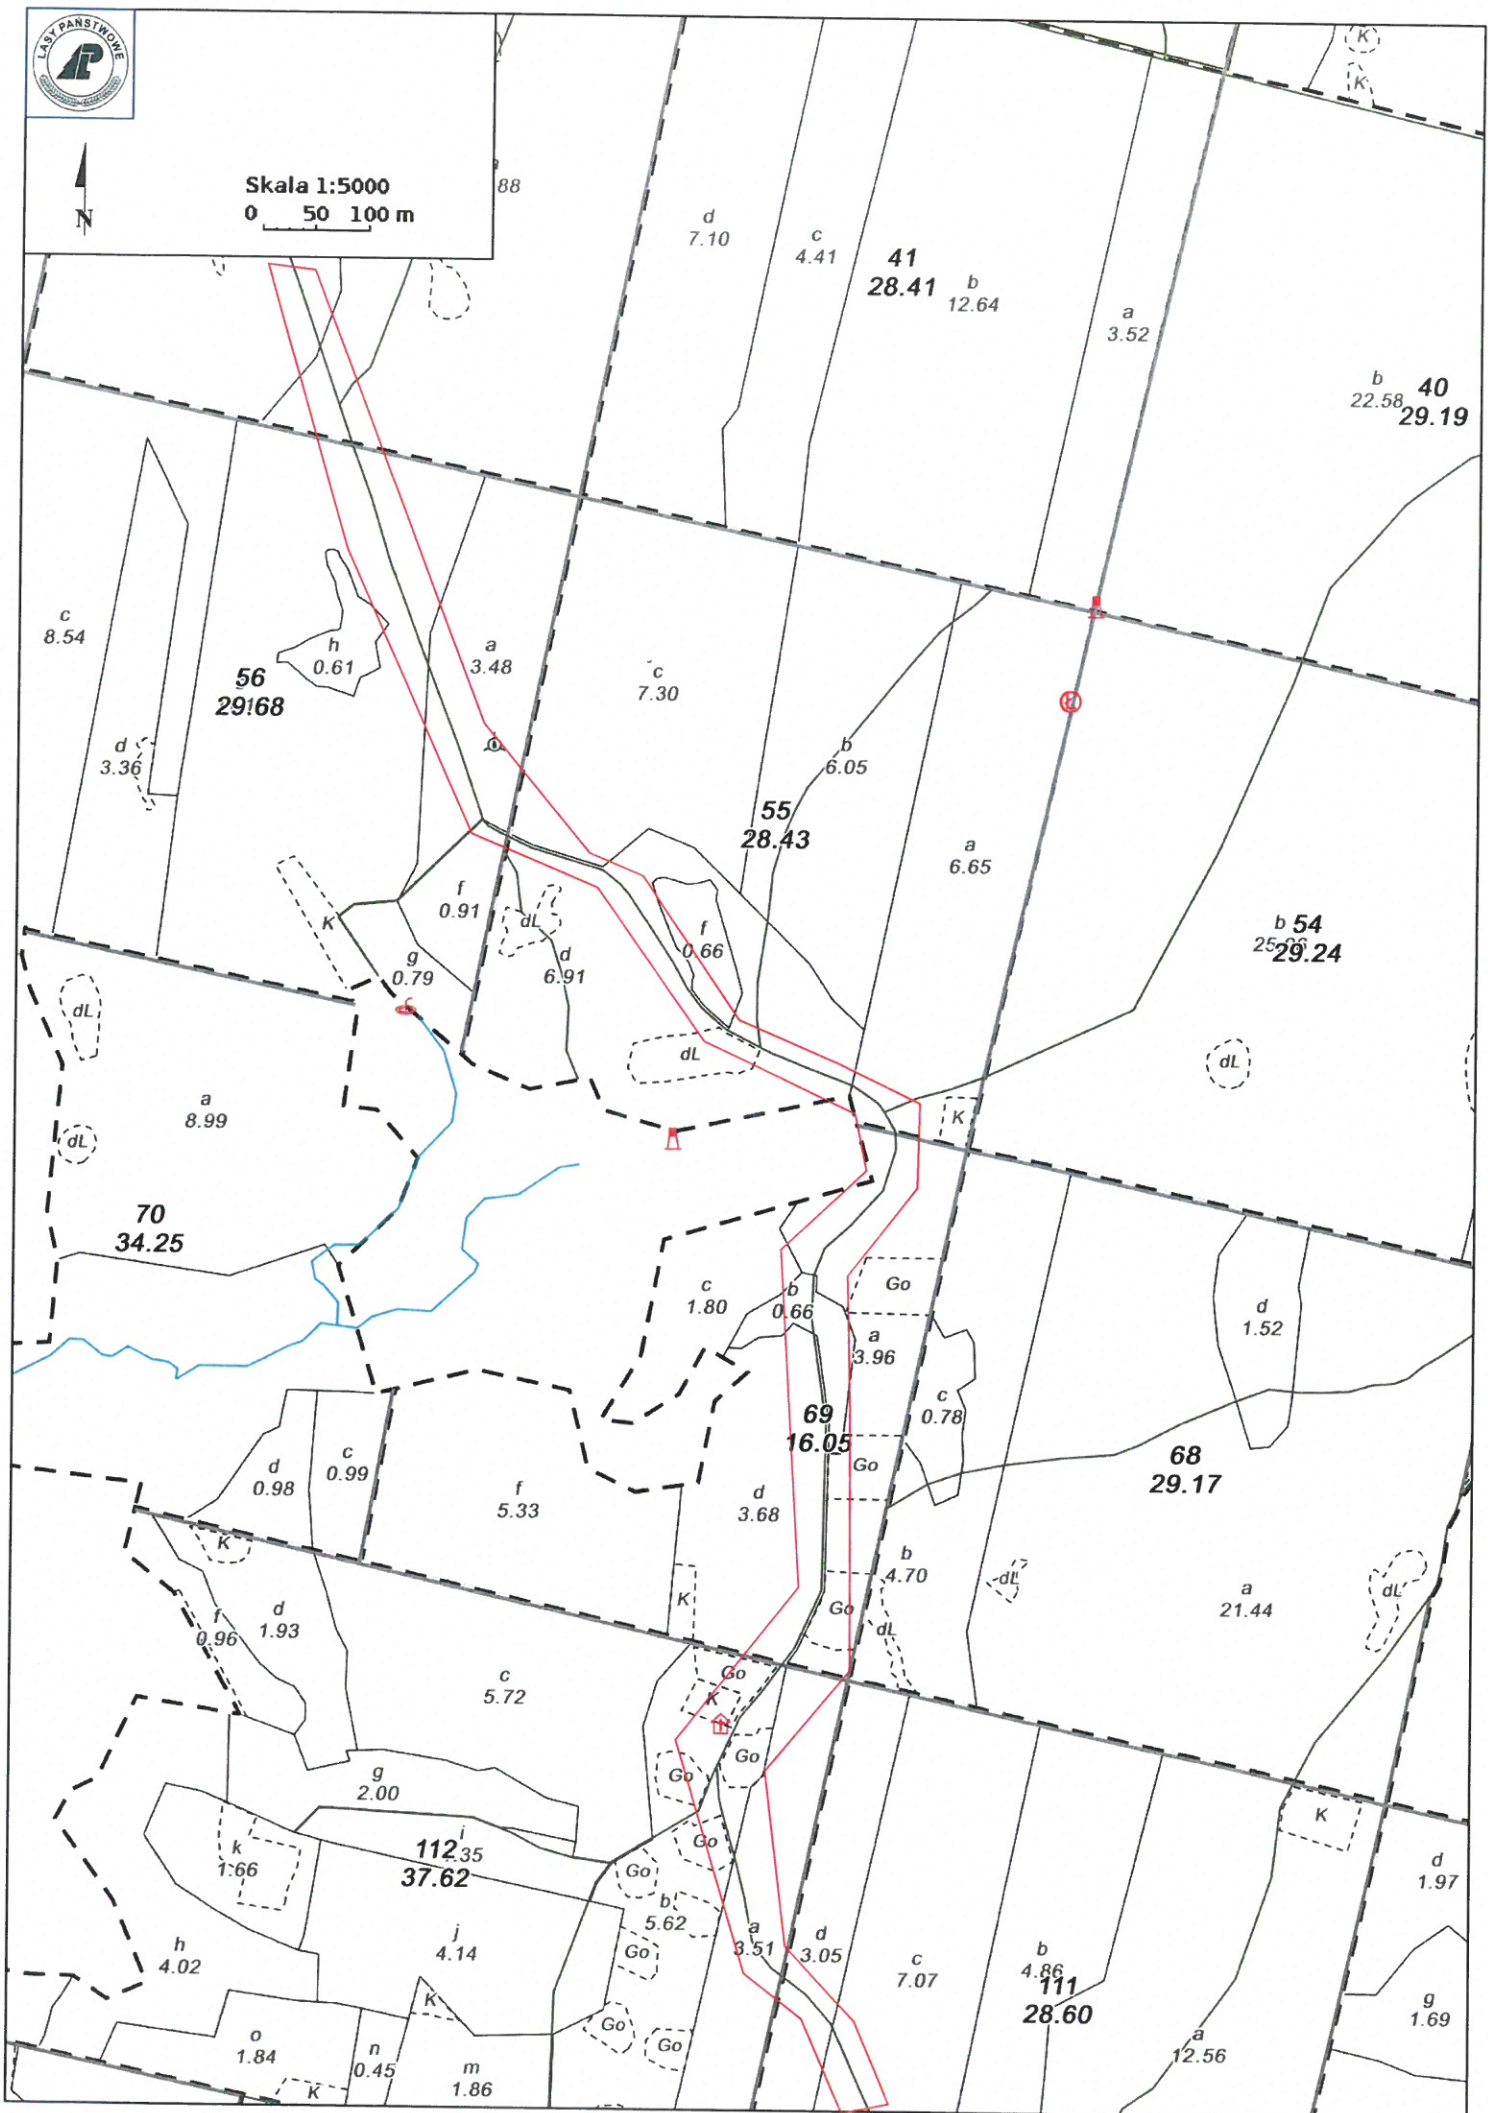 LASY PAŃSTWOWE
Skala 1:5000
0 50 100 m
N
88
K
K
d
7.10
c
4.41
41
28.41
b
12.64
a
3.52
b
22.58
40
29.19
c
8.54
h
0.61
a
3.48
c
7.30
56
29.68
d
3.36
b
6.05
55
28.43
a
6.65
f
0.91
K
dL
f
0.66
g
0.79
d
6.91
b
54
29.24
dL
dL
dL
a
8.99
dL
K
70
34.25
c
1.80
b
0.66
Go
d
1.52
a
3.96
c
0.78
69
16.05
Go
68
29.17
d
0.98
c
0.99
f
5.33
d
3.68
K
K
b
4.70
dL
dL
a
21.44
f
0.96
d
1.93
Go
dL
c
5.72
Go
K
Go
Go
g
2.00
K
k
1.66
i
112
37.62
Go
Go
d
1.97
b
5.62
j
4.14
h
4.02
Go
a
3.51
d
3.05
c
7.07
b
4.86
111
28.60
K
g
1.69
o
1.84
n
0.45
m
1.86
Go
Go
a
12.56
K